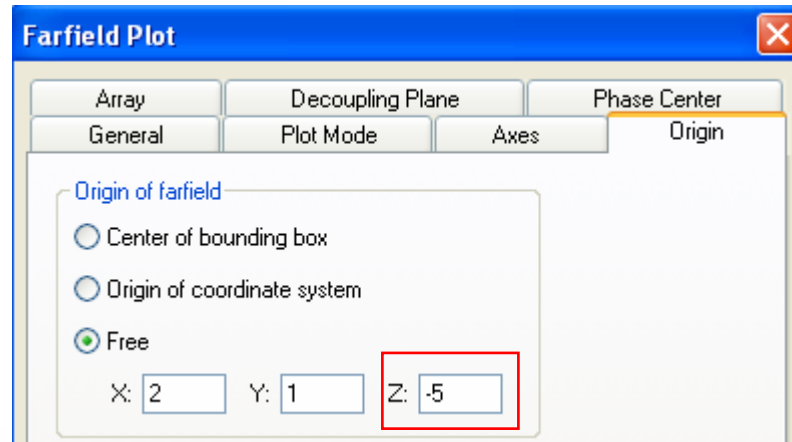 Farfield Plot
Array Decoupling Plane Phase Center
General Plot Mode Axes Origin
Origin of farfield
Center of bounding box
Origin of coordinate system
Free
X: 2 Y: 1 Z: -5